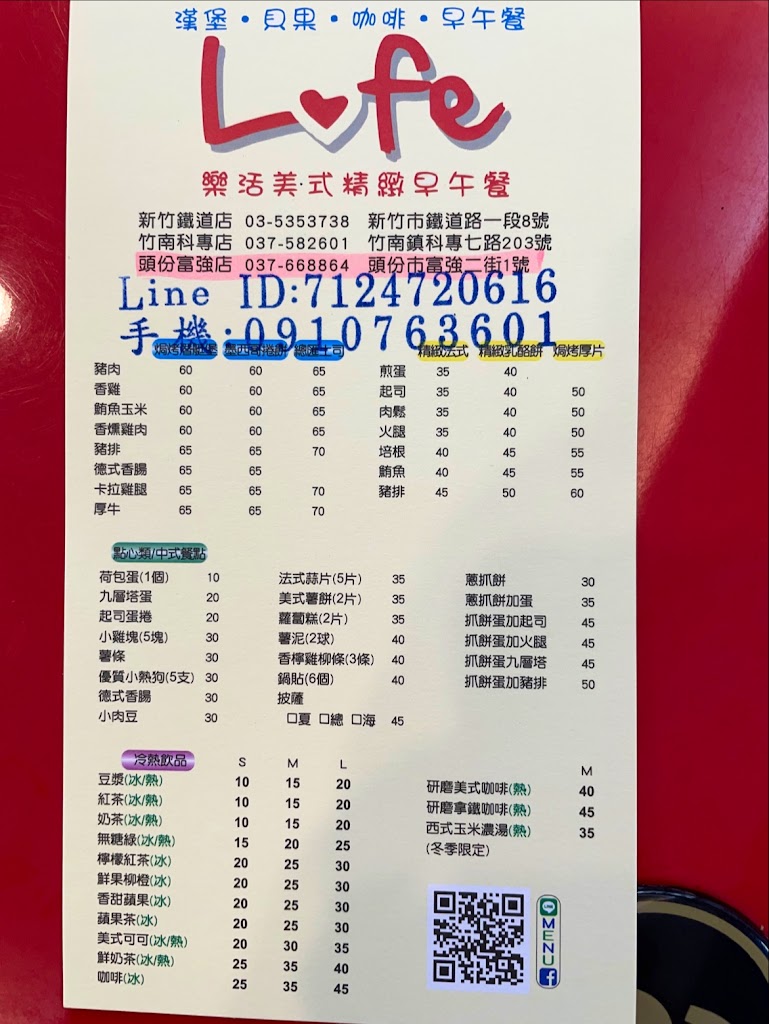 漢堡・貝果・咖啡・早午餐
Life
樂活美式精緻早午餐
新竹鐵道店 03-5353738 新竹市鐵道路一段8號
竹南科專店 037-582601 竹南鎮科專七路203號
頭份富強店 037-668864 頭份市富強二街1號
Line ID:7124720616
手機:0910763601
焗烤貝果堡 墨西哥捲餅 總匯土司
豬肉 60 60 65
香雞 60 60 65
鮪魚玉米 60 60 65
香燻雞肉 60 60 65
豬排 65 65 70
德式香腸 65 65
卡拉雞腿 65 65 70
厚牛 65 65 70
精緻法式 精緻乳酪餅 焗烤厚片
煎蛋 35 40
起司 35 40 50
肉鬆 35 40 50
火腿 35 40 50
培根 40 45 55
鮪魚 40 45 55
豬排 45 50 60
點心類/中式餐點
荷包蛋(1個) 10
九層塔蛋 20
起司蛋捲 20
小雞塊(5塊) 30
薯條 30
優質小熱狗(5支) 30
德式香腸 30
小肉豆 30
法式蒜片(5片) 35
美式薯餅(2片) 35
蘿蔔糕(2片) 35
薯泥(2球) 40
香檸雞柳條(3條) 40
鍋貼(6個) 40
披薩
□夏 □總 □海 45
蔥抓餅 30
蔥抓餅加蛋 35
抓餅蛋加起司 45
抓餅蛋加火腿 45
抓餅蛋九層塔 45
抓餅蛋加豬排 50
冷熱飲品 S M L
豆漿(冰/熱) 10 15 20
紅茶(冰/熱) 10 15 20
奶茶(冰/熱) 10 15 20
無糖綠(冰/熱) 15 20 25
檸檬紅茶(冰) 20 25 30
鮮果柳橙(冰) 20 25 30
香甜蘋果(冰) 20 25 30
蘋果茶(冰) 20 25 30
美式可可(冰/熱) 20 30 35
鮮奶茶(冰/熱) 25 35 40
咖啡(冰) 25 35 45
M
研磨美式咖啡(熱) 40
研磨拿鐵咖啡(熱) 45
西式玉米濃湯(熱) 35
(冬季限定)
LINE
MENU
f